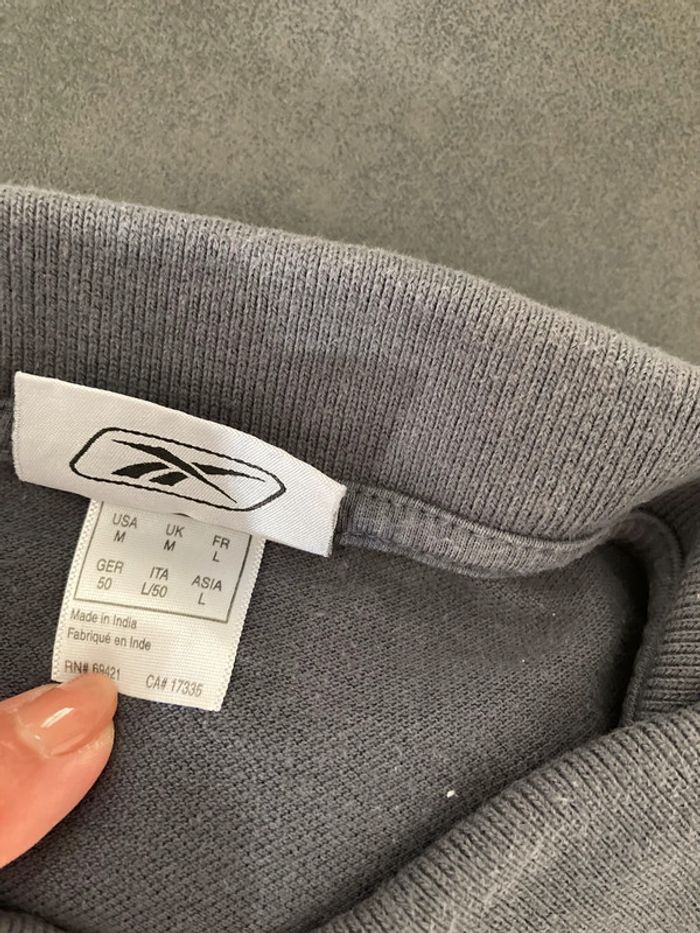 USA UK FR
M M L
GER ITA ASIA
50 L/50 L
Made in India
Fabriqué en Inde
RN# 69421 CA# 17335